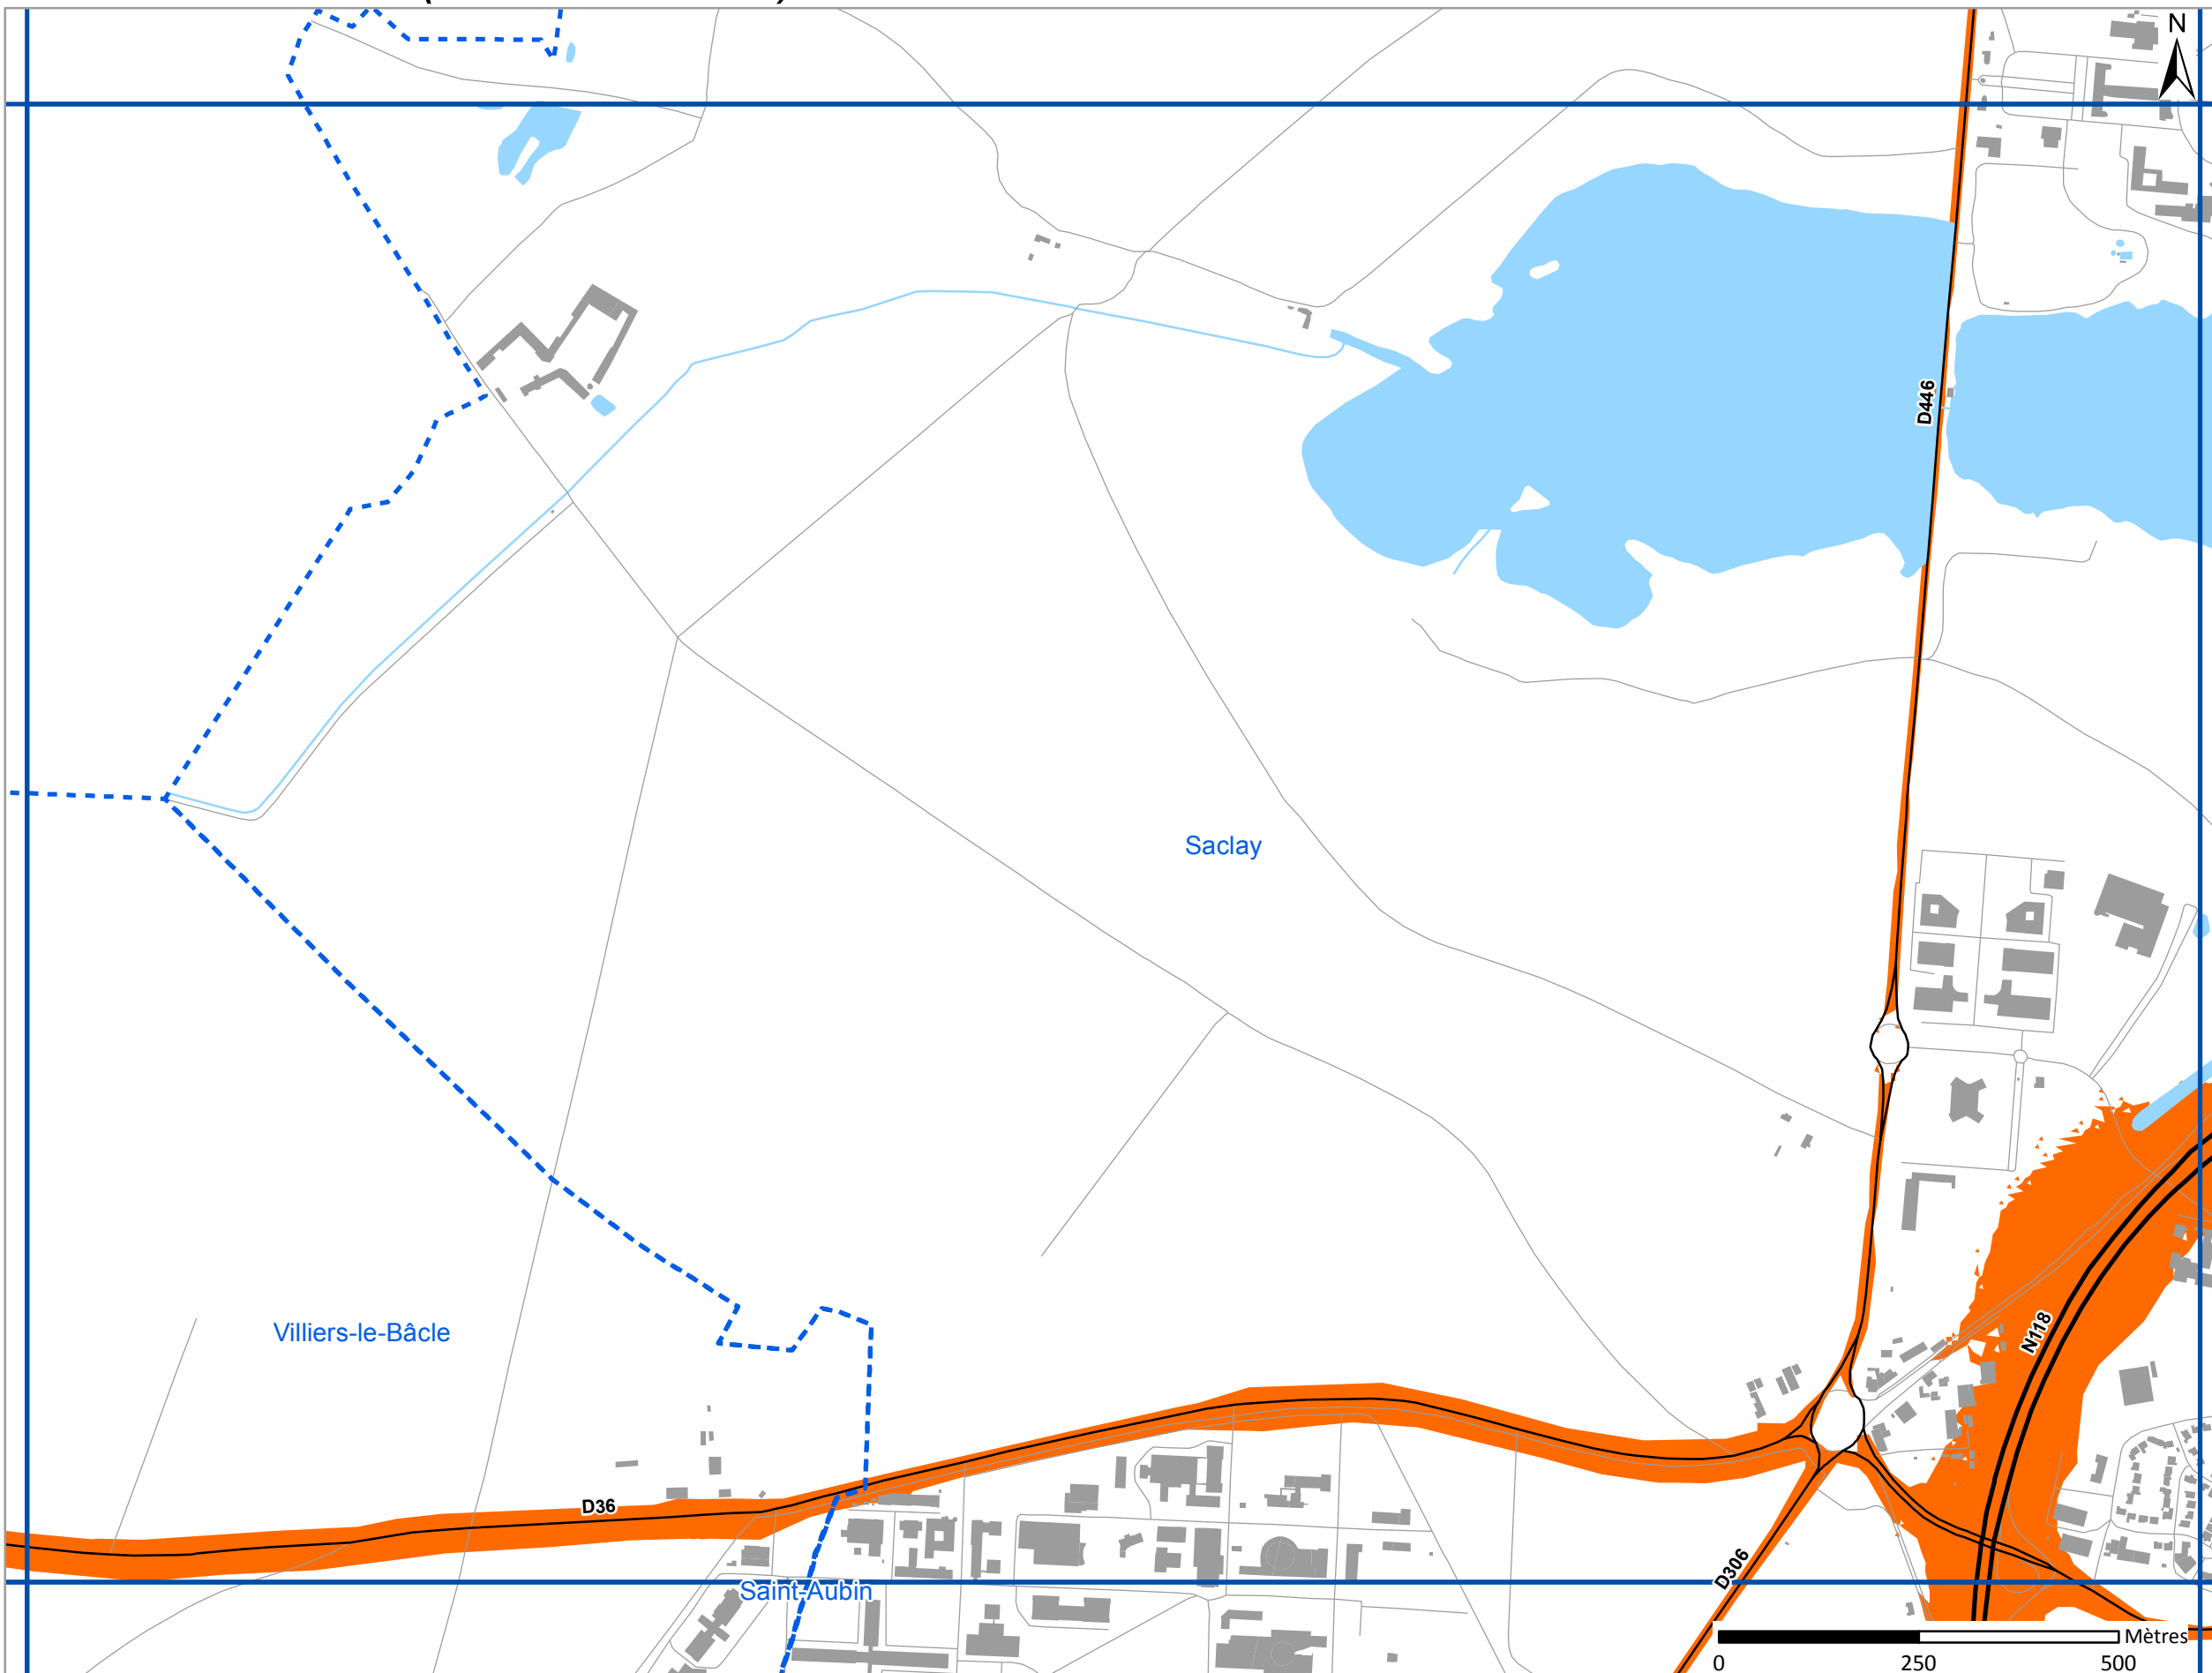 N
D446
Saclay
N118
Villiers-le-Bâcle
D36
D306
Saint-Aubin
Mètres
0 250 500